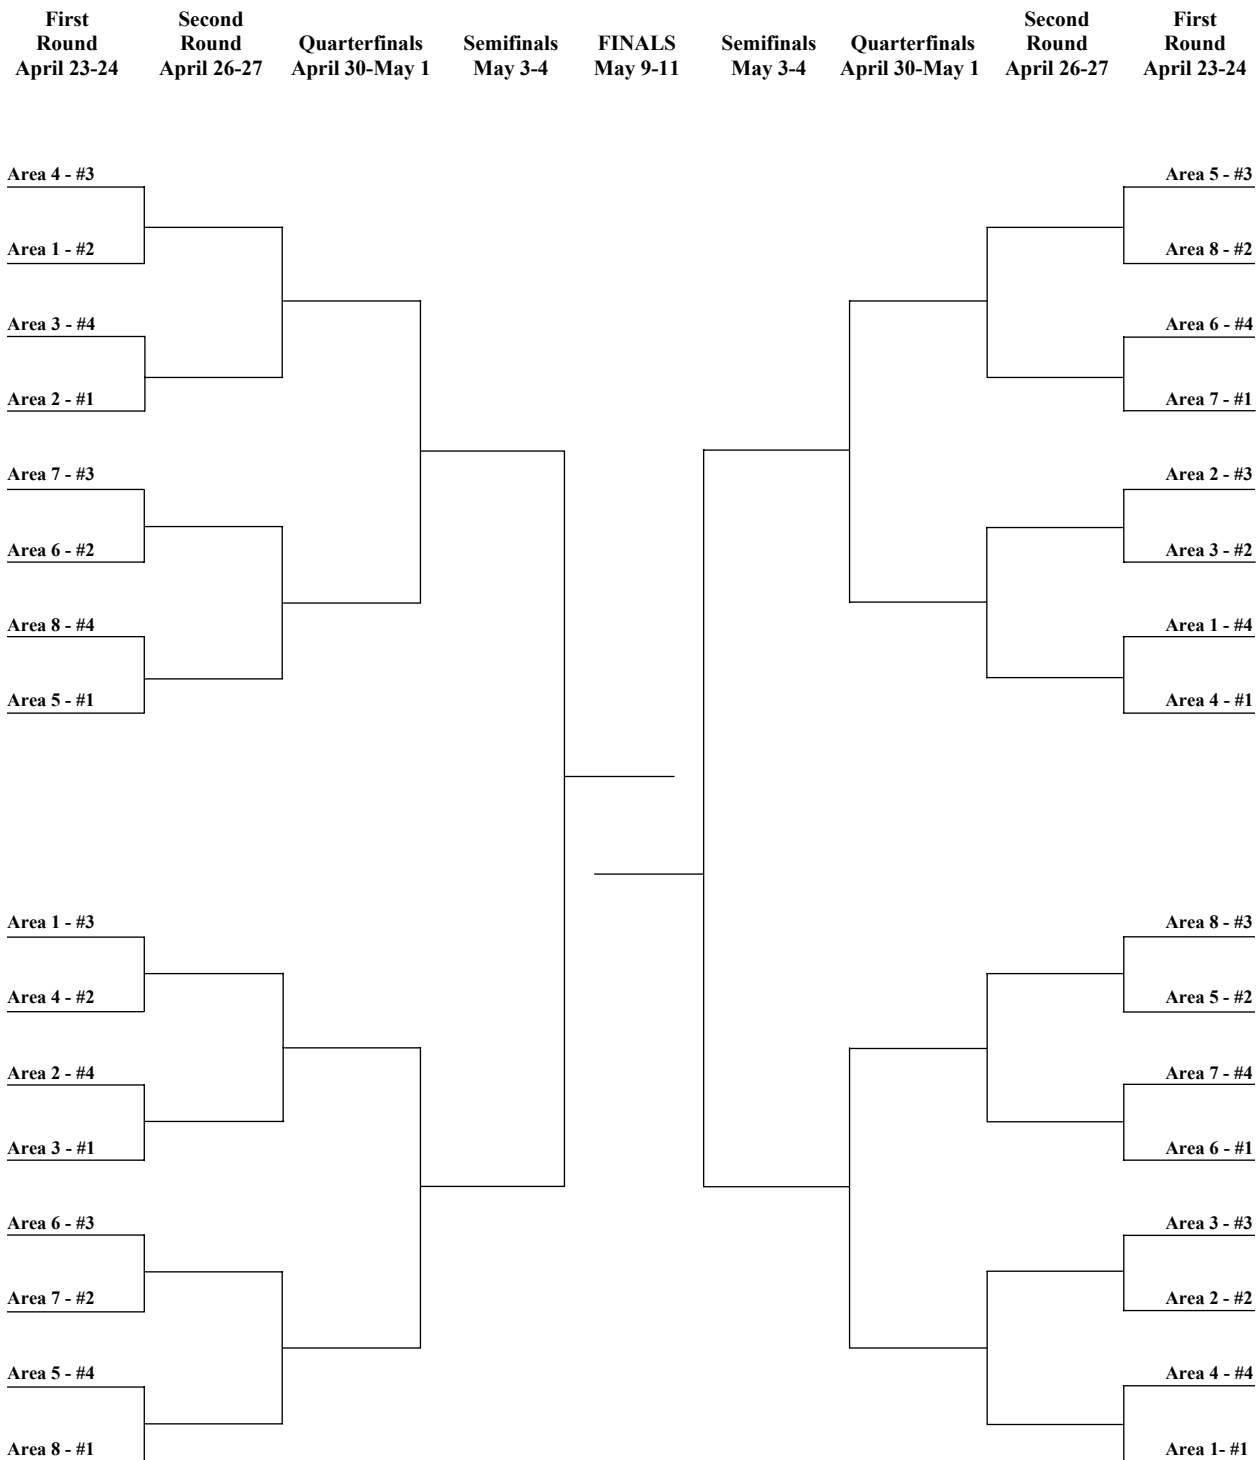 First Second Second First
Round Round Quarterfinals Semifinals FINALS Semifinals Quarterfinals Round Round
April 23-24 April 26-27 April 30-May 1 May 3-4 May 9-11 May 3-4 April 30-May 1 April 26-27 April 23-24
Area 4 - #3 Area 5 - #3
Area 1 - #2 Area 8 - #2
Area 3 - #4 Area 6 - #4
Area 2 - #1 Area 7 - #1
Area 7 - #3 Area 2 - #3
Area 6 - #2 Area 3 - #2
Area 8 - #4 Area 1 - #4
Area 5 - #1 Area 4 - #1
Area 1 - #3 Area 8 - #3
Area 4 - #2 Area 5 - #2
Area 2 - #4 Area 7 - #4
Area 3 - #1 Area 6 - #1
Area 6 - #3 Area 3 - #3
Area 7 - #2 Area 2 - #2
Area 5 - #4 Area 4 - #4
Area 8 - #1 Area 1- #1